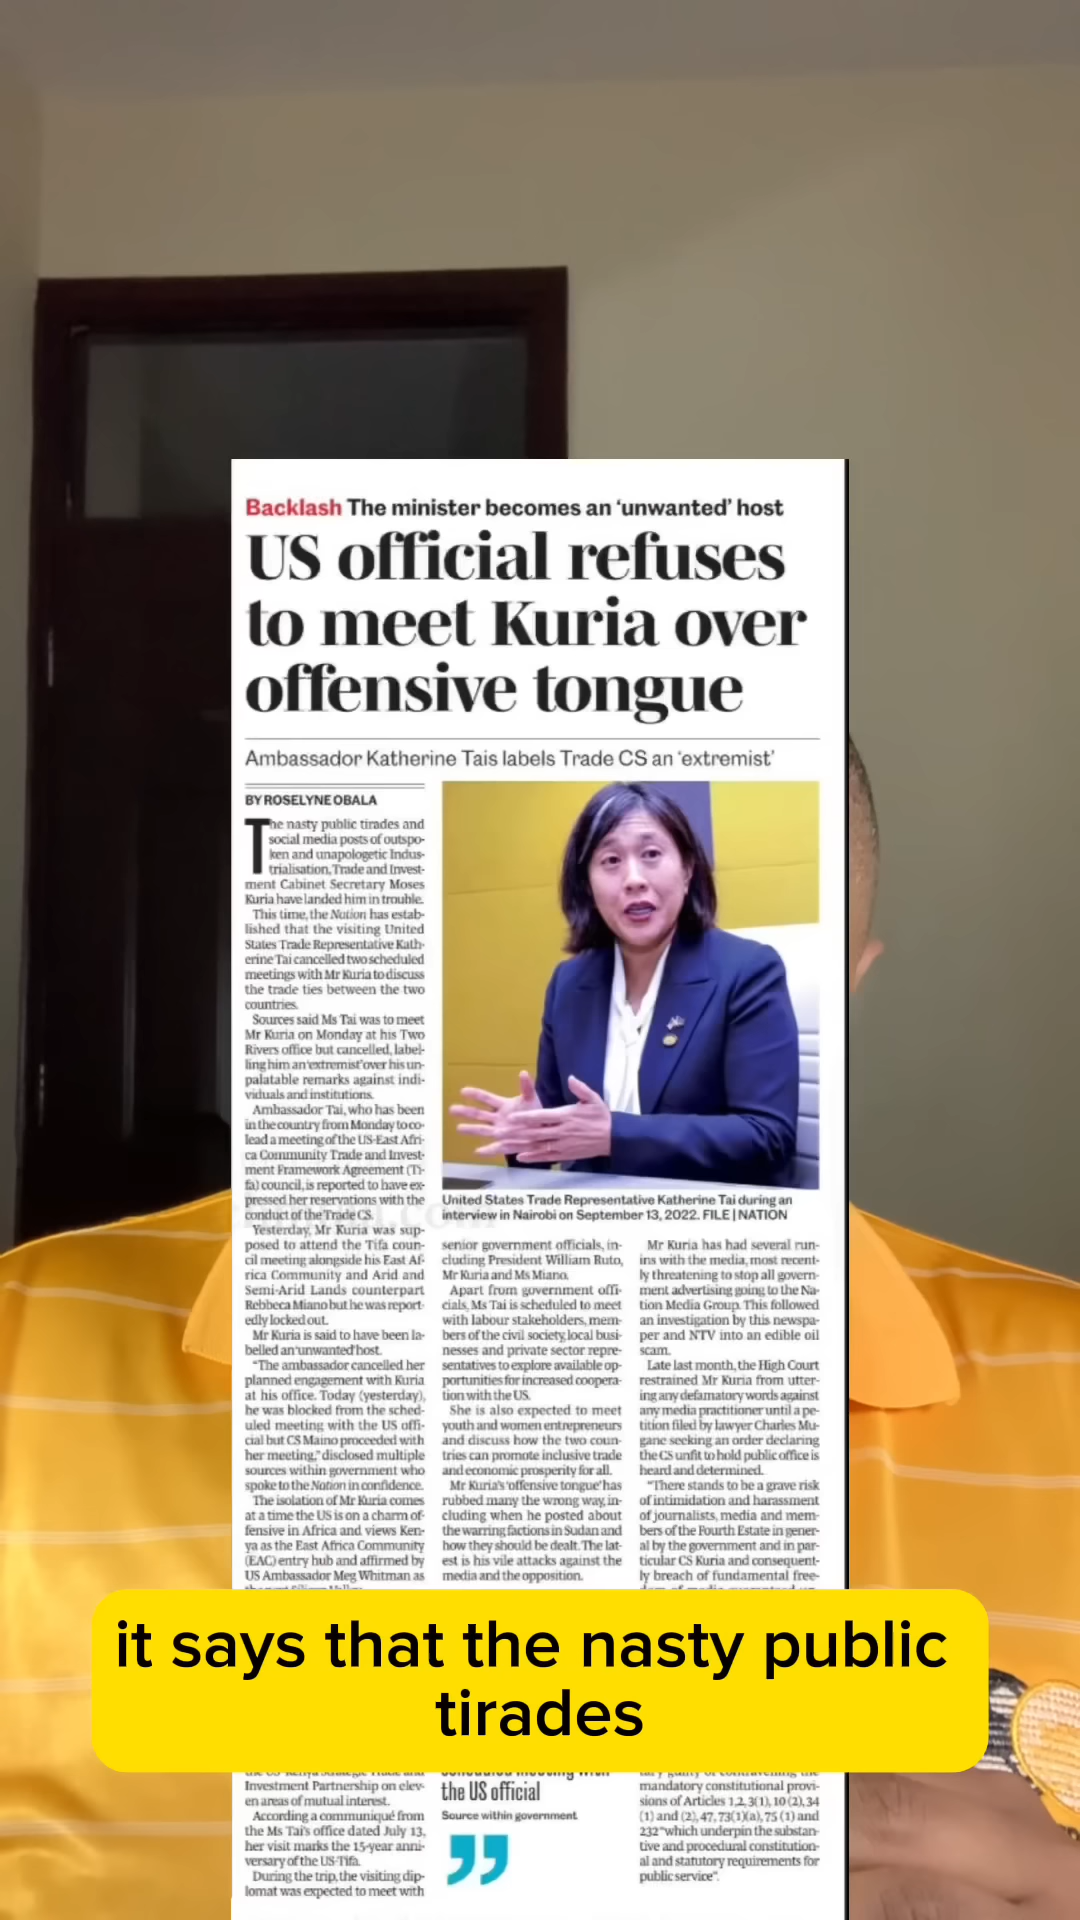 Backlash The minister becomes an ‘unwanted’ host
US official refuses
to meet Kuria over
offensive tongue
Ambassador Katherine Tais labels Trade CS an ‘extremist’
BY ROSELYNE OBALA
The nasty public tirades and
social media posts of outspo-
ken and unapologetic Indus-
trialisation, Trade and Invest-
ment Cabinet Secretary Moses
Kuria have landed him in trouble.
This time, the Nation has estab-
lished that the visiting United
States Trade Representative Kath-
erine Tai cancelled two scheduled
meetings with Mr Kuria to discuss
the trade ties between the two
countries.
Sources said Ms Tai was to meet
Mr Kuria on Monday at his Two
Rivers office but cancelled, label-
ling him an ‘extremist’ over his un-
palatable remarks against indi-
viduals and institutions.
Ambassador Tai, who has been
in the country from Monday to co-
lead a meeting of the US-East Afri-
ca Community Trade and Invest-
ment Framework Agreement (Ti-
fa) council, is reported to have ex-
pressed her reservations with the
conduct of the Trade CS.
Yesterday, Mr Kuria was sup-
posed to attend the Tifa coun-
cil meeting alongside his East Af-
rica Community and Arid and
Semi-Arid Lands counterpart
Rebbeca Miano but he was report-
edly locked out.
Mr Kuria is said to have been la-
belled an ‘unwanted’ host.
“The ambassador cancelled her
planned engagement with Kuria
at his office. Today (yesterday),
he was blocked from the sched-
uled meeting with the US offi-
cial but CS Maino proceeded with
her meeting,” disclosed multiple
sources within government who
spoke to the Nation in confidence.
The isolation of Mr Kuria comes
at a time the US is on a charm of-
fensive in Africa and views Ken-
ya as the East Africa Community
(EAC) entry hub and affirmed by
US Ambassador Meg Whitman as
Investment Partnership on elev-
en areas of mutual interest.
According a communiqué from
the Ms Tai's office dated July 13,
her visit marks the 15-year anni-
versary of the US-Tifa.
During the trip, the visiting dip-
lomat was expected to meet with
United States Trade Representative Katherine Tai during an
interview in Nairobi on September 13, 2022. FILE | NATION
senior government officials, in-
cluding President William Ruto,
Mr Kuria and Ms Miano.
Apart from government offi-
cials, Ms Tai is scheduled to meet
with labour stakeholders, mem-
bers of the civil society, local busi-
nesses and private sector repre-
sentatives to explore available op-
portunities for increased coopera-
tion with the US.
She is also expected to meet
youth and women entrepreneurs
and discuss how the two coun-
tries can promote inclusive trade
and economic prosperity for all.
Mr Kuria's ‘offensive tongue’ has
rubbed many the wrong way, in-
cluding when he posted about
the warring factions in Sudan and
how they should be dealt. The lat-
est is his vile attacks against the
media and the opposition.
the US official
Source within government
”
Mr Kuria has had several run-
ins with the media, most recent-
ly threatening to stop all govern-
ment advertising going to the Na-
tion Media Group. This followed
an investigation by this newspa-
per and NTV into an edible oil
scam.
Late last month, the High Court
restrained Mr Kuria from utter-
ing any defamatory words against
any media practitioner until a pe-
tition filed by lawyer Charles Mu-
gane seeking an order declaring
the CS unfit to hold public office is
heard and determined.
“There stands to be a grave risk
of intimidation and harassment
of journalists, media and mem-
bers of the Fourth Estate in gener-
al by the government and in par-
ticular CS Kuria and consequent-
ly breach of fundamental free-
mandatory constitutional provi-
sions of Articles 1,2, 3(1), 10 (2), 34
(1) and (2), 47, 73(1)(a), 75 (1) and
232 “which underpin the substan-
tive and procedural constitution-
al and statutory requirements for
public service”.
it says that the nasty public
tirades